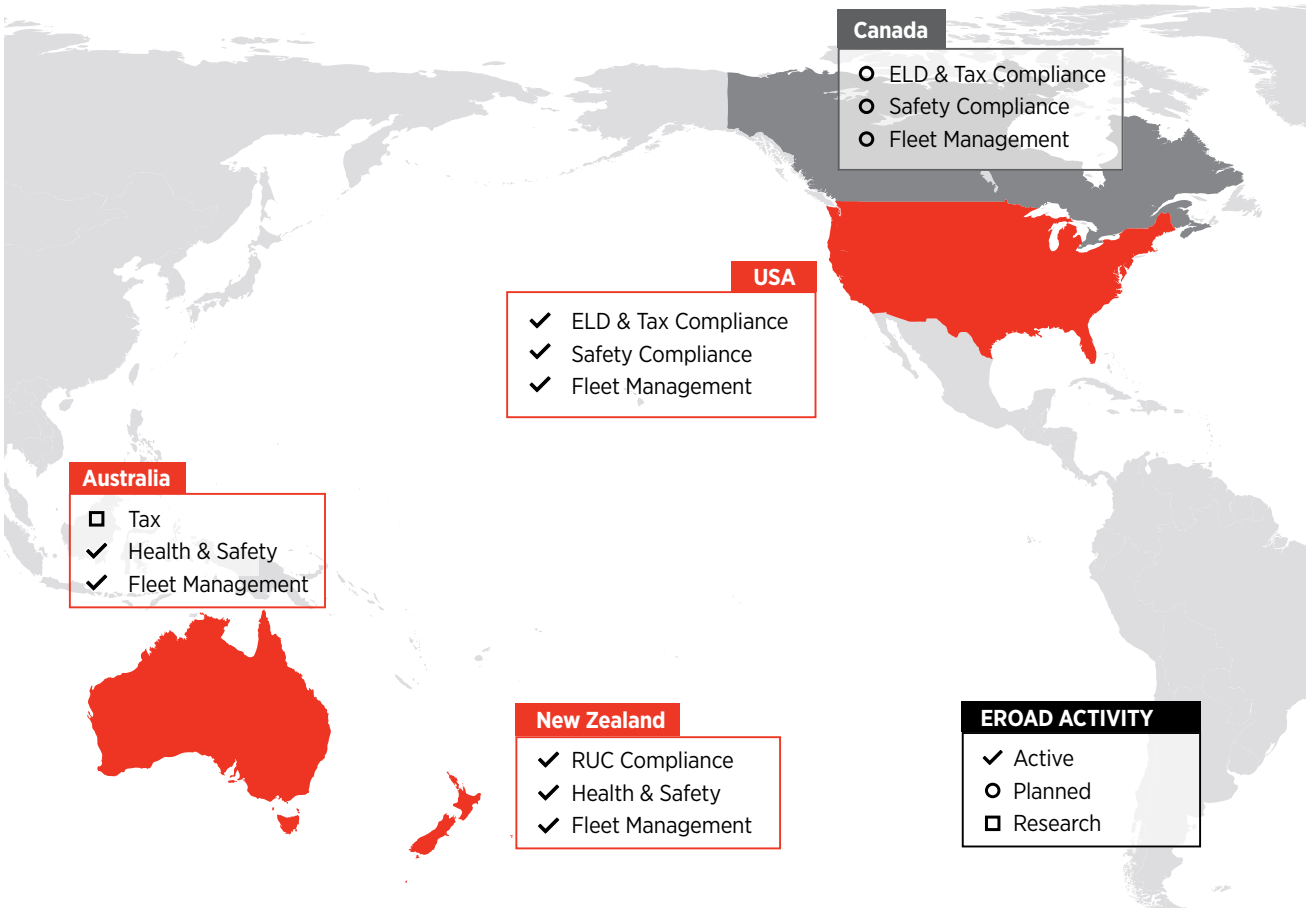 Canada
ELD & Tax Compliance
Safety Compliance
Fleet Management
USA
ELD & Tax Compliance
Safety Compliance
Fleet Management
Australia
Tax
Health & Safety
Fleet Management
New Zealand
RUC Compliance
Health & Safety
Fleet Management
EROAD ACTIVITY
Active
Planned
Research